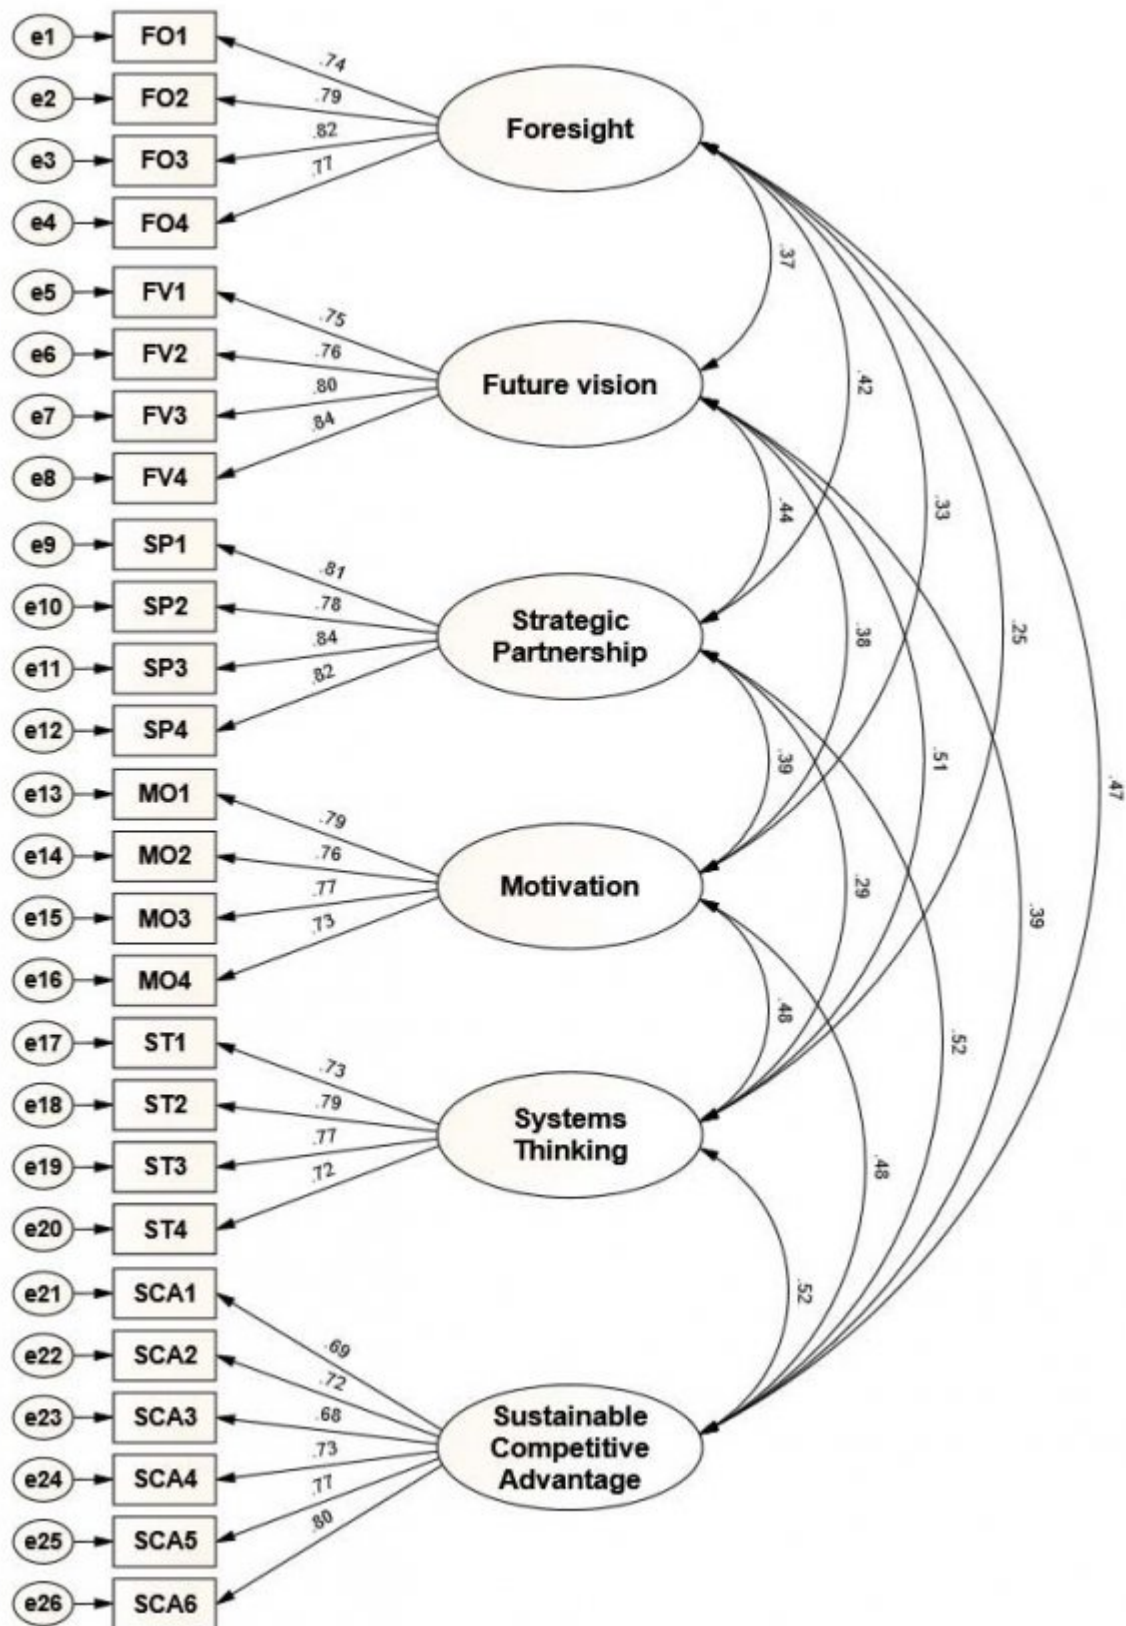 e1 FO1
.74
e2 FO2
.79
Foresight
e3 FO3
.82
e4 FO4
.77
.37
e5 FV1
.75
e6 FV2
.76
Future vision
.42
e7 FV3
.80
e8 FV4
.84
.44
.33
e9 SP1
.81
e10 SP2
.78
Strategic
Partnership
.38
.25
e11 SP3
.84
e12 SP4
.82
.39
.51
.47
e13 MO1
.79
e14 MO2
.76
Motivation
.29
.39
e15 MO3
.77
e16 MO4
.73
.48
.52
e17 ST1
.73
e18 ST2
.79
Systems
Thinking
.48
e19 ST3
.77
e20 ST4
.72
.52
e21 SCA1
.69
e22 SCA2
.72
e23 SCA3
.68
Sustainable
Competitive
Advantage
e24 SCA4
.73
e25 SCA5
.77
e26 SCA6
.80